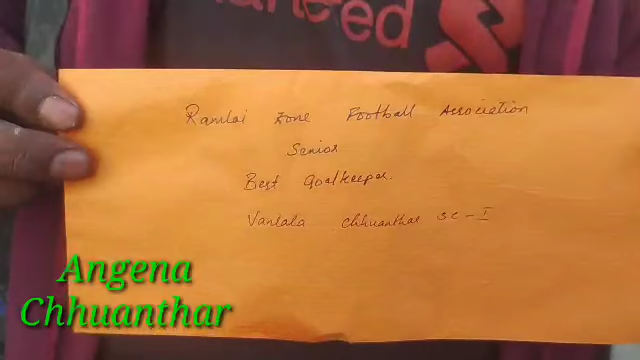 Ramlai Zone Football Association
Senior
Best Goalkeeper.
Vanlala Chhuanthar SC-I
Angena
Chhuanthar